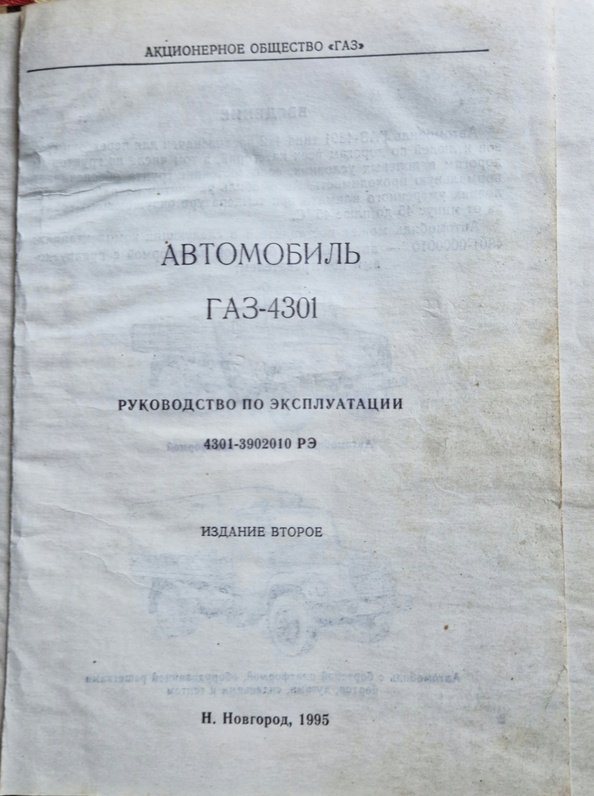 АКЦИОНЕРНОЕ ОБЩЕСТВО «ГАЗ»
АВТОМОБИЛЬ
ГАЗ-4301
РУКОВОДСТВО ПО ЭКСПЛУАТАЦИИ
4301-3902010 РЭ
ИЗДАНИЕ ВТОРОЕ
Н. Новгород, 1995